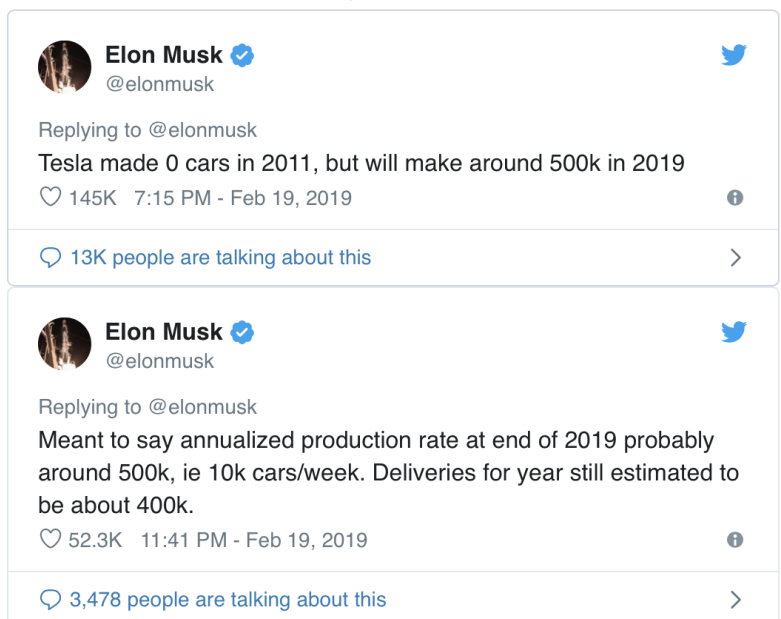 Elon Musk
@elonmusk
Replying to @elonmusk
Tesla made 0 cars in 2011, but will make around 500k in 2019
145K 7:15 PM - Feb 19, 2019
13K people are talking about this
Elon Musk
@elonmusk
Replying to @elonmusk
Meant to say annualized production rate at end of 2019 probably
around 500k, ie 10k cars/week. Deliveries for year still estimated to
be about 400k.
52.3K 11:41 PM - Feb 19, 2019
3,478 people are talking about this